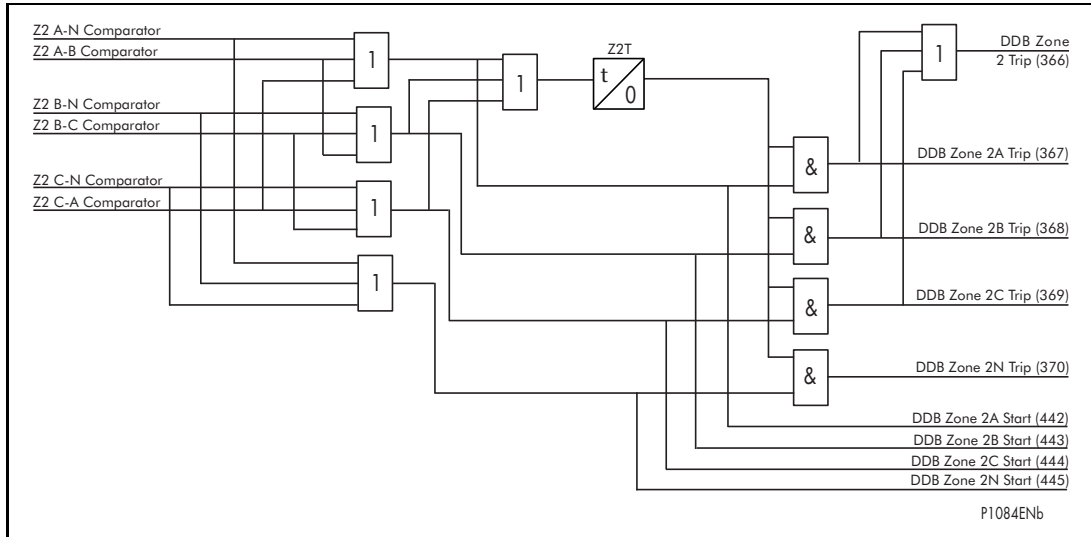 Z2 A-N Comparator
Z2 A-B Comparator
Z2 B-N Comparator
Z2 B-C Comparator
Z2 C-N Comparator
Z2 C-A Comparator
1
1
1
1
1
Z2T
t
0
1
&
&
&
&
DDB Zone
2 Trip (366)
DDB Zone 2A Trip (367)
DDB Zone 2B Trip (368)
DDB Zone 2C Trip (369)
DDB Zone 2N Trip (370)
DDB Zone 2A Start (442)
DDB Zone 2B Start (443)
DDB Zone 2C Start (444)
DDB Zone 2N Start (445)
P1084ENb